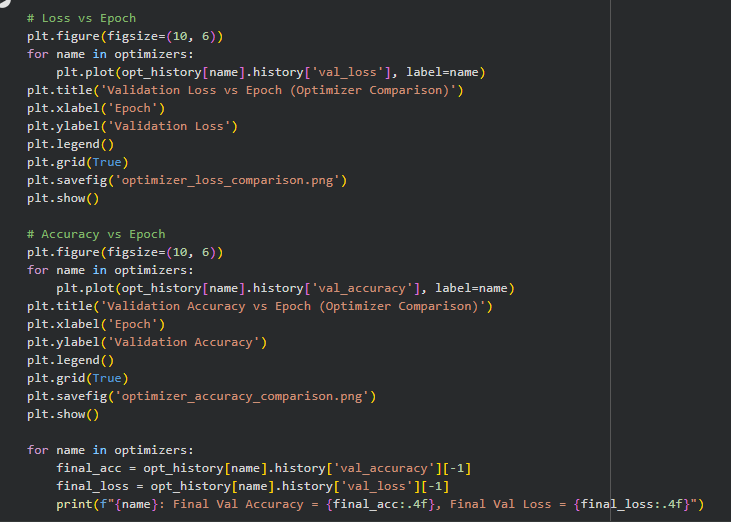 # Loss vs Epoch
plt.figure(figsize=(10, 6))
for name in optimizers:
    plt.plot(opt_history[name].history['val_loss'], label=name)
plt.title('Validation Loss vs Epoch (Optimizer Comparison)')
plt.xlabel('Epoch')
plt.ylabel('Validation Loss')
plt.legend()
plt.grid(True)
plt.savefig('optimizer_loss_comparison.png')
plt.show()

# Accuracy vs Epoch
plt.figure(figsize=(10, 6))
for name in optimizers:
    plt.plot(opt_history[name].history['val_accuracy'], label=name)
plt.title('Validation Accuracy vs Epoch (Optimizer Comparison)')
plt.xlabel('Epoch')
plt.ylabel('Validation Accuracy')
plt.legend()
plt.grid(True)
plt.savefig('optimizer_accuracy_comparison.png')
plt.show()

for name in optimizers:
    final_acc = opt_history[name].history['val_accuracy'][-1]
    final_loss = opt_history[name].history['val_loss'][-1]
    print(f"{name}: Final Val Accuracy = {final_acc:.4f}, Final Val Loss = {final_loss:.4f}")